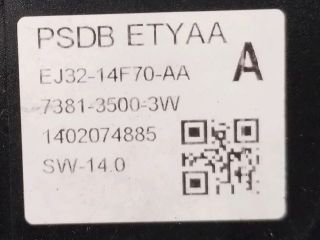 PSDB ETYAA
EJ32-14F70-AA A
7381-3500-3W
1402074885
SW-14.0